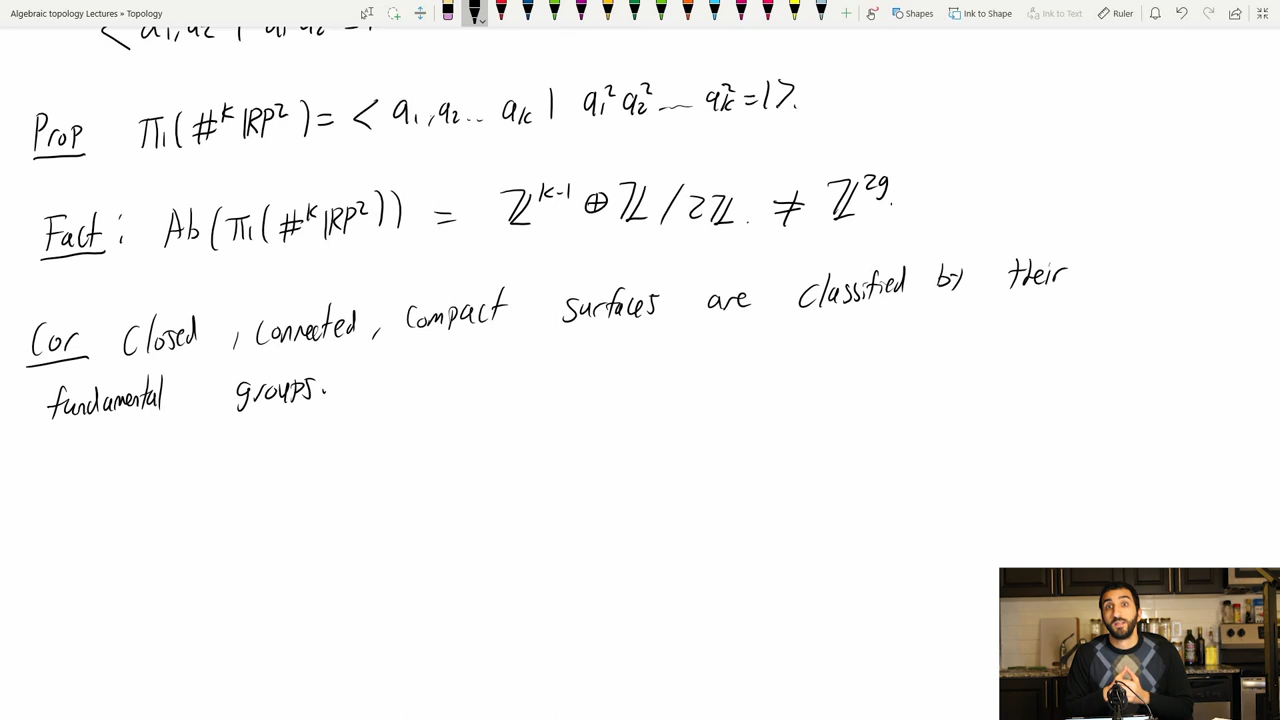 Algebraic topology Lectures » Topology
Shapes Ink to Shape Ink to Text Ruler
Prop π₁(#ᵏ ℝP²) = < a₁, a₂ .. aₖ | a₁² a₂² ... aₖ² = 1>.
Fact: Ab(π₁(#ᵏ ℝP²)) = ℤᵏ⁻¹ ⊕ ℤ/2ℤ. ≠ ℤ²ᵍ.
Cor Closed, connected, compact surfaces are classified by their
fundamental groups.